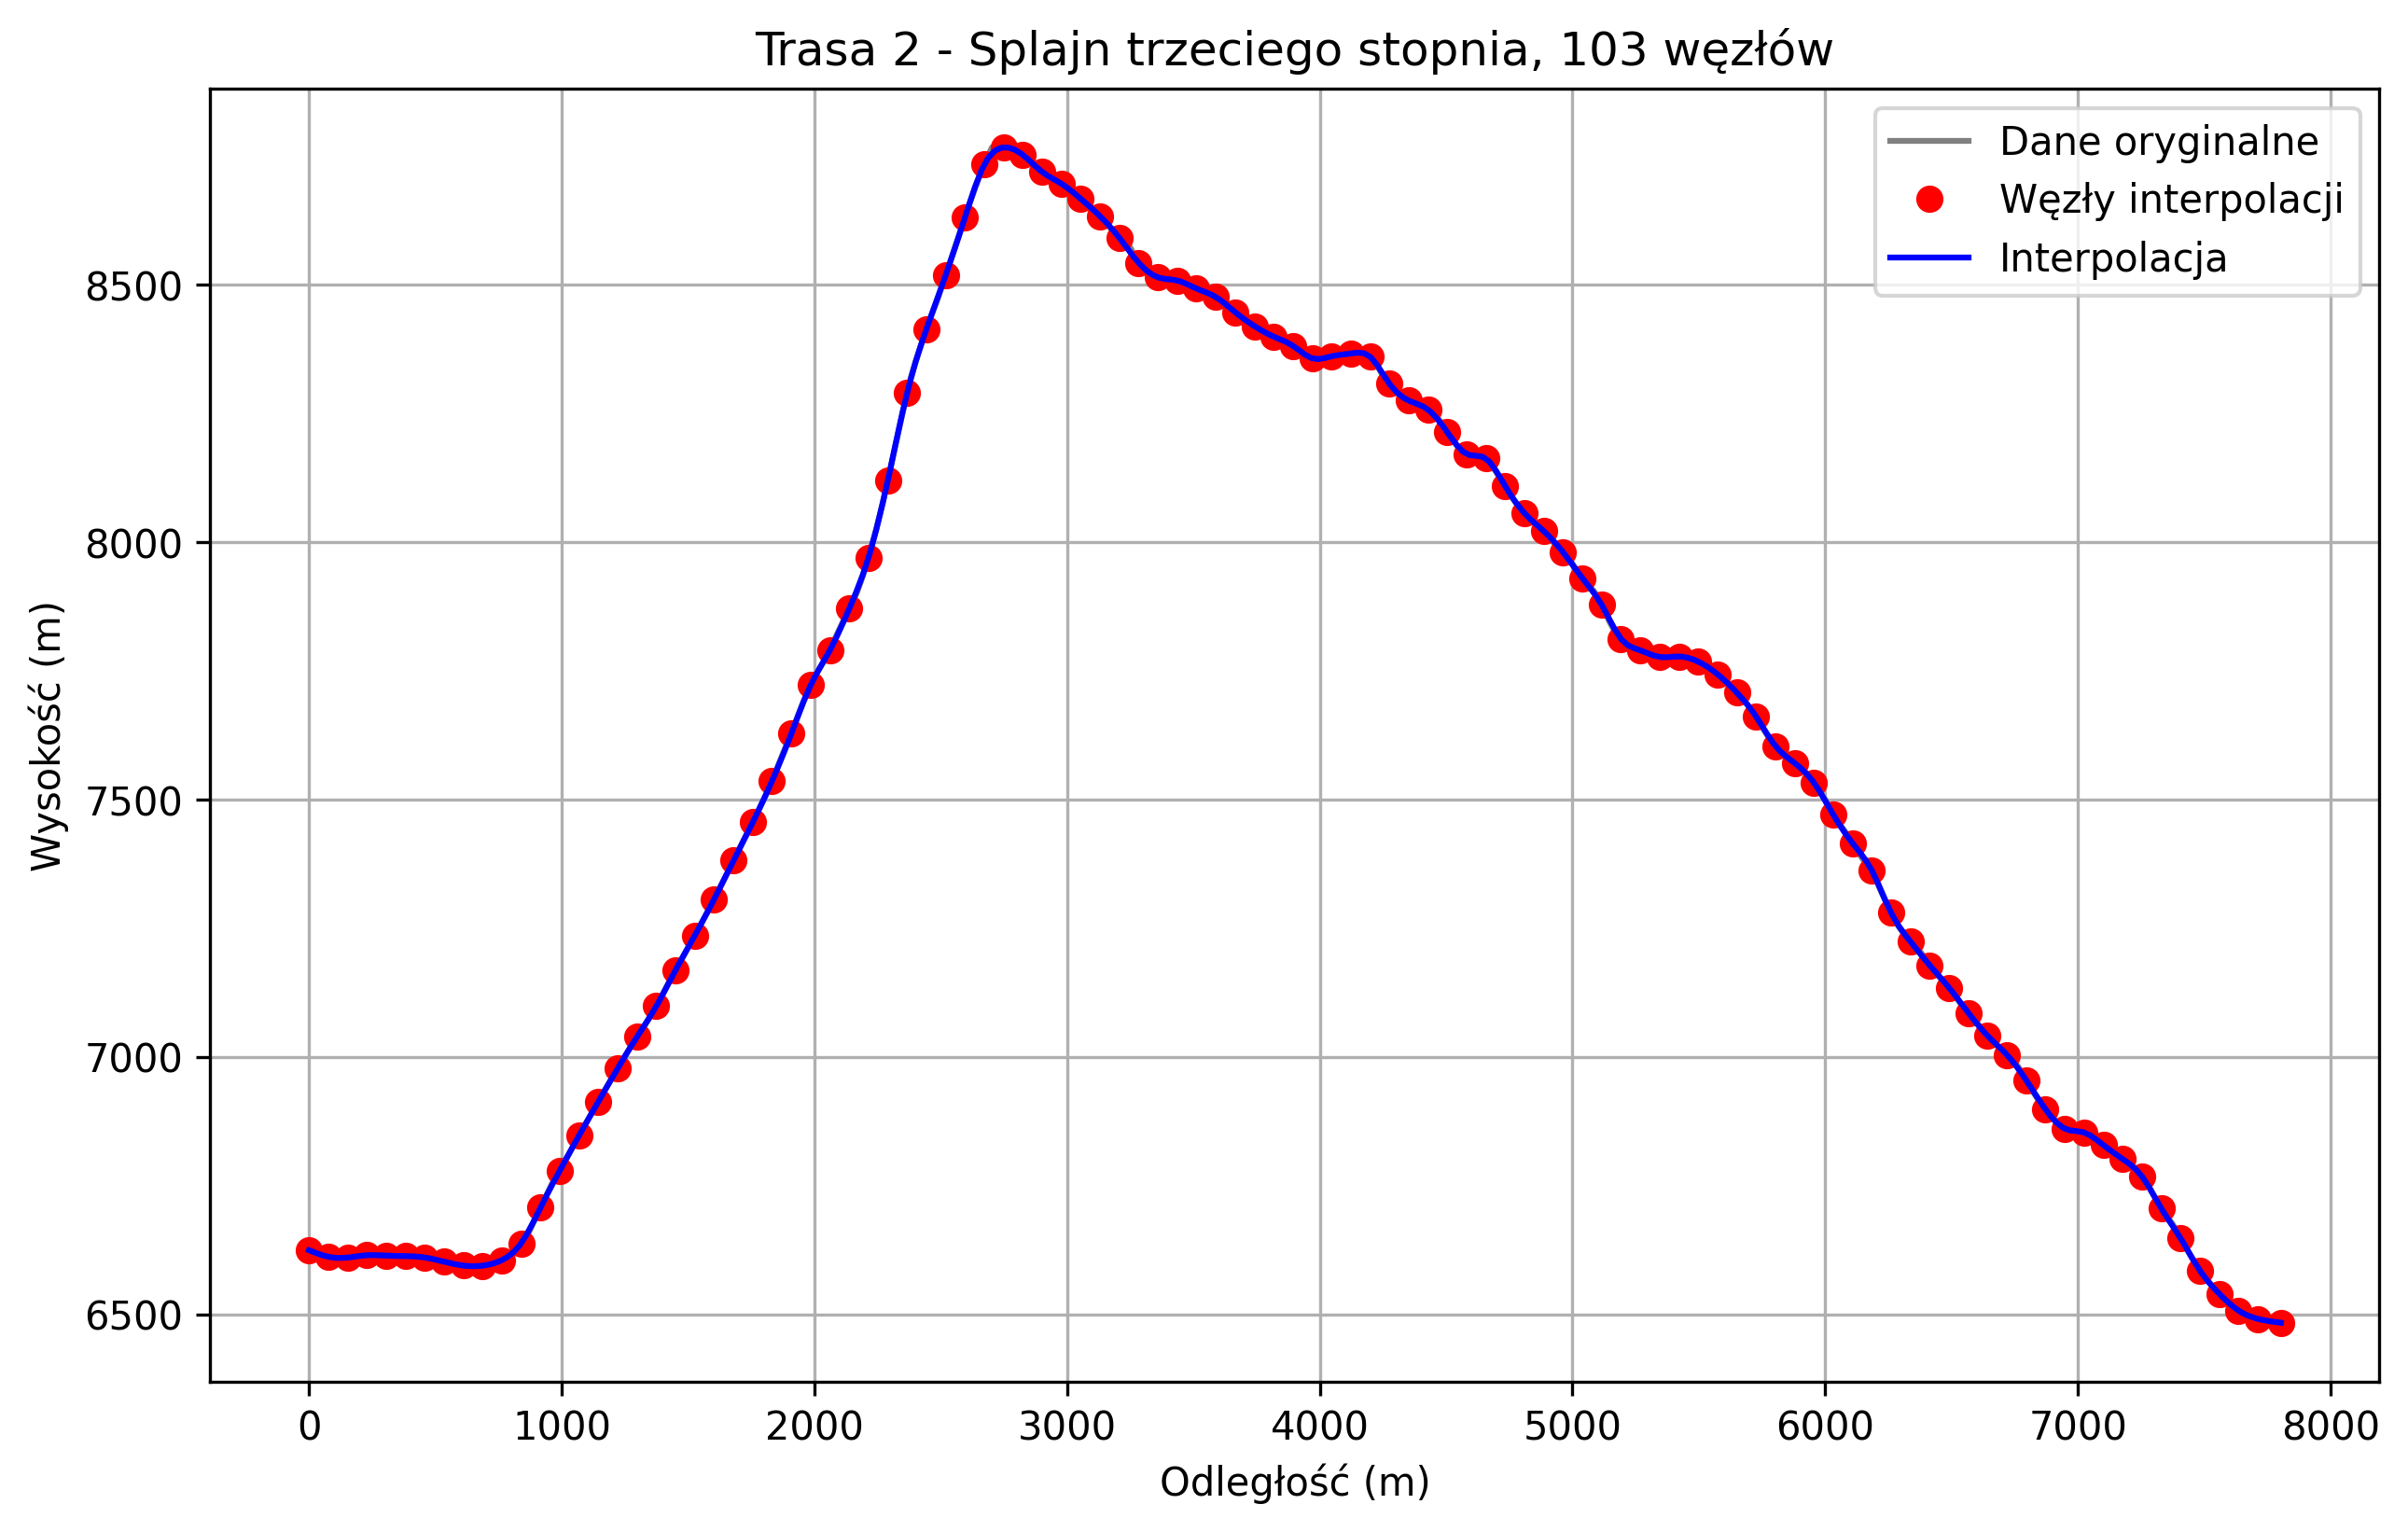 Trasa 2 - Splajn trzeciego stopnia, 103 węzłów
Dane oryginalne
Węzły interpolacji
Interpolacja
8500
8000
7500
7000
6500
Wysokość (m)
0 1000 2000 3000 4000 5000 6000 7000 8000
Odległość (m)